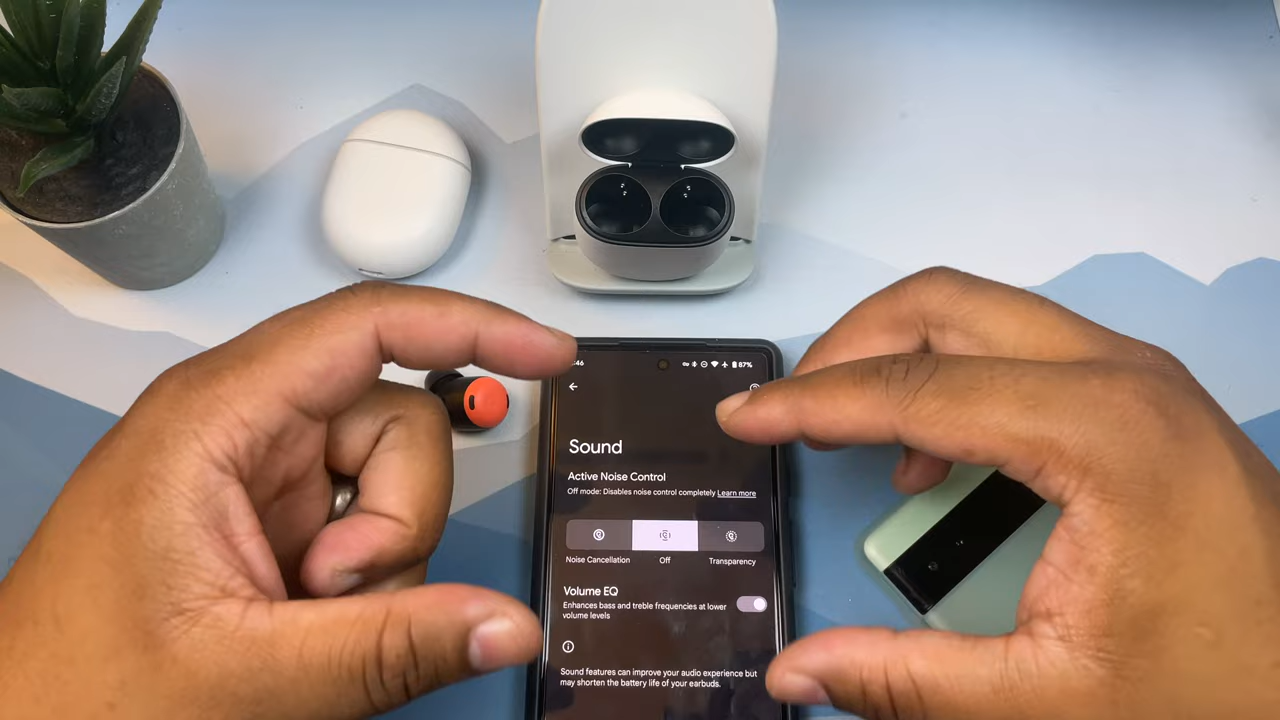 46
87%
Sound
Active Noise Control
Off mode: Disables noise control completely Learn more
Noise Cancellation
Off
Transparency
Volume EQ
Enhances bass and treble frequencies at lower
volume levels
Sound features can improve your audio experience but
may shorten the battery life of your earbuds.